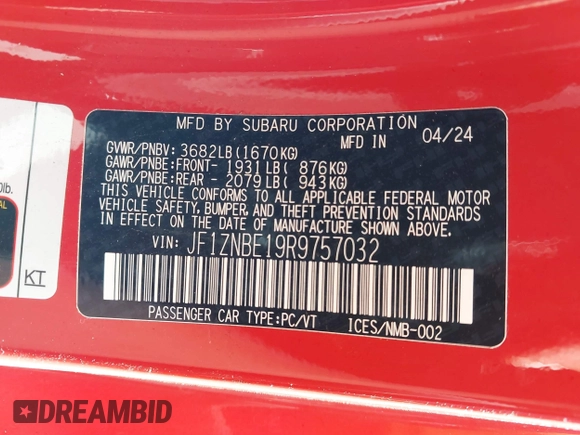 MFD BY SUBARU CORPORATION
MFD IN 04/24
GVWR/PNBV: 3682LB(1670KG)
GAWR/PNBE:FRONT- 1931LB( 876KG)
GAWR/PNBE:REAR - 2079LB( 943KG)
THIS VEHICLE CONFORMS TO ALL APPLICABLE FEDERAL MOTOR
VEHICLE SAFETY, BUMPER, AND THEFT PREVENTION STANDARDS
IN EFFECT ON THE DATE OF MANUFACTURE SHOWN ABOVE.
VIN: JF1ZNBE19R9757032
PASSENGER CAR TYPE:PC/VT ICES/NMB-002
0lb.
AL
KT
DREAMBID